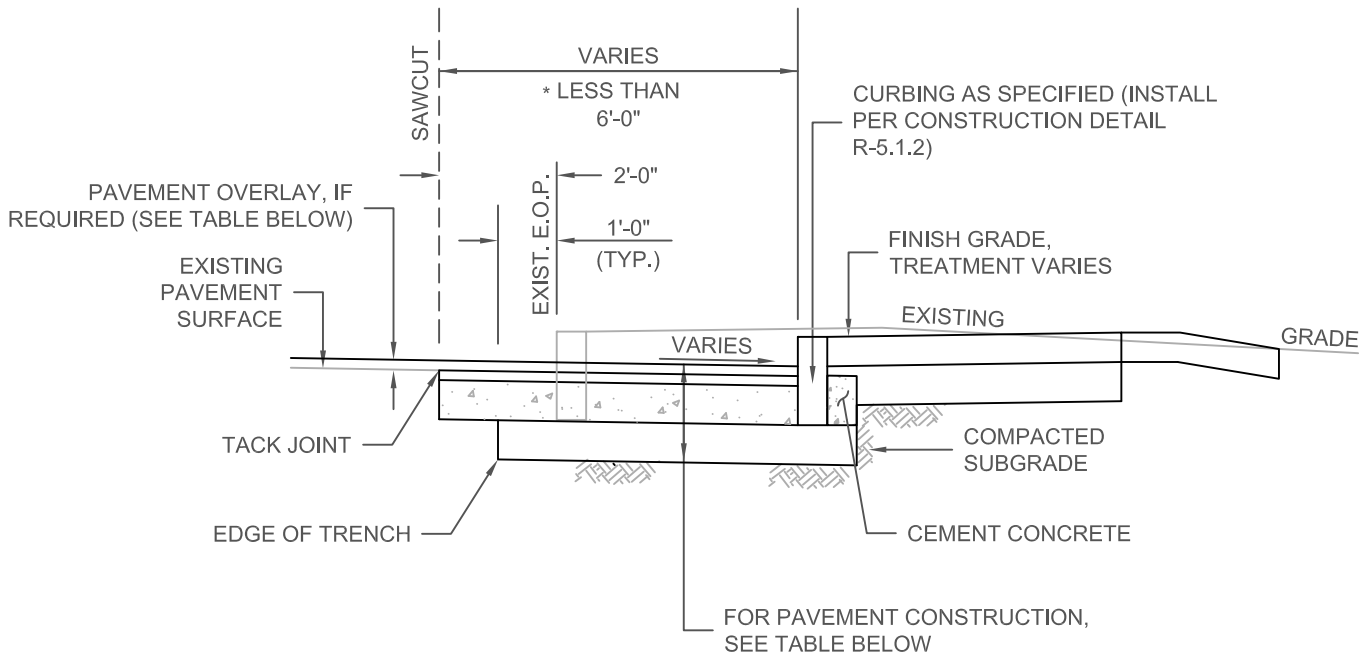 SAWCUT
VARIES
* LESS THAN
6'-0"
CURBING AS SPECIFIED (INSTALL
PER CONSTRUCTION DETAIL
R-5.1.2)
2'-0"
PAVEMENT OVERLAY, IF
REQUIRED (SEE TABLE BELOW)
EXIST. E.O.P.
1'-0"
(TYP.)
FINISH GRADE,
TREATMENT VARIES
EXISTING
PAVEMENT
SURFACE
EXISTING
GRADE
VARIES
TACK JOINT
COMPACTED
SUBGRADE
EDGE OF TRENCH
CEMENT CONCRETE
FOR PAVEMENT CONSTRUCTION,
SEE TABLE BELOW